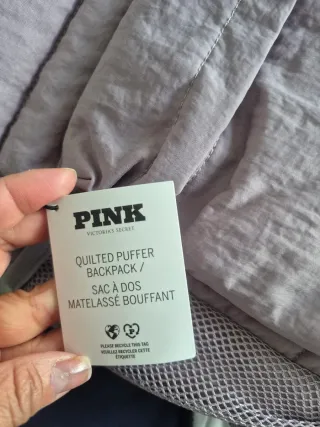 PINK
VICTORIA'S SECRET
QUILTED PUFFER
BACKPACK /
SAC À DOS
MATELASSÉ BOUFFANT
PLEASE RECYCLE THIS TAG
VEUILLEZ RECYCLER CETTE
ÉTIQUETTE